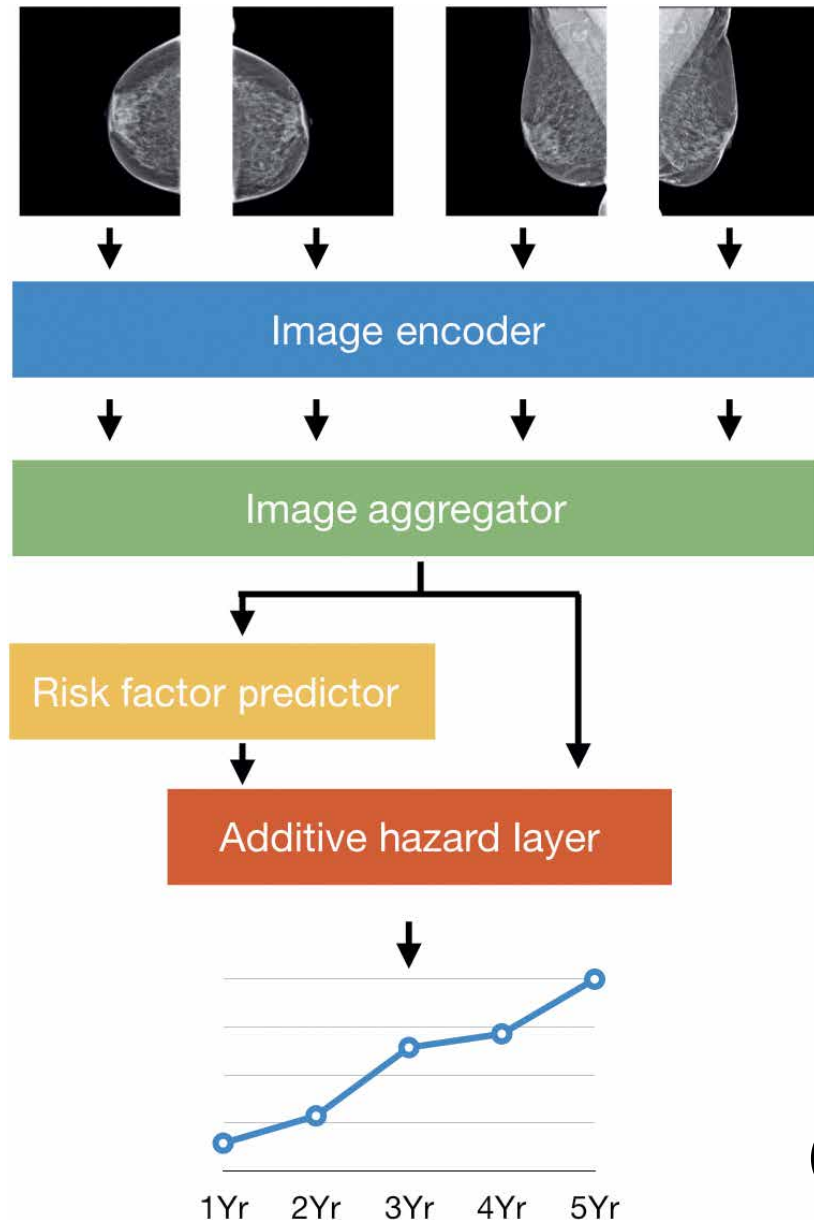 Image encoder
Image aggregator
Risk factor predictor
Additive hazard layer
1Yr 2Yr 3Yr 4Yr 5Yr